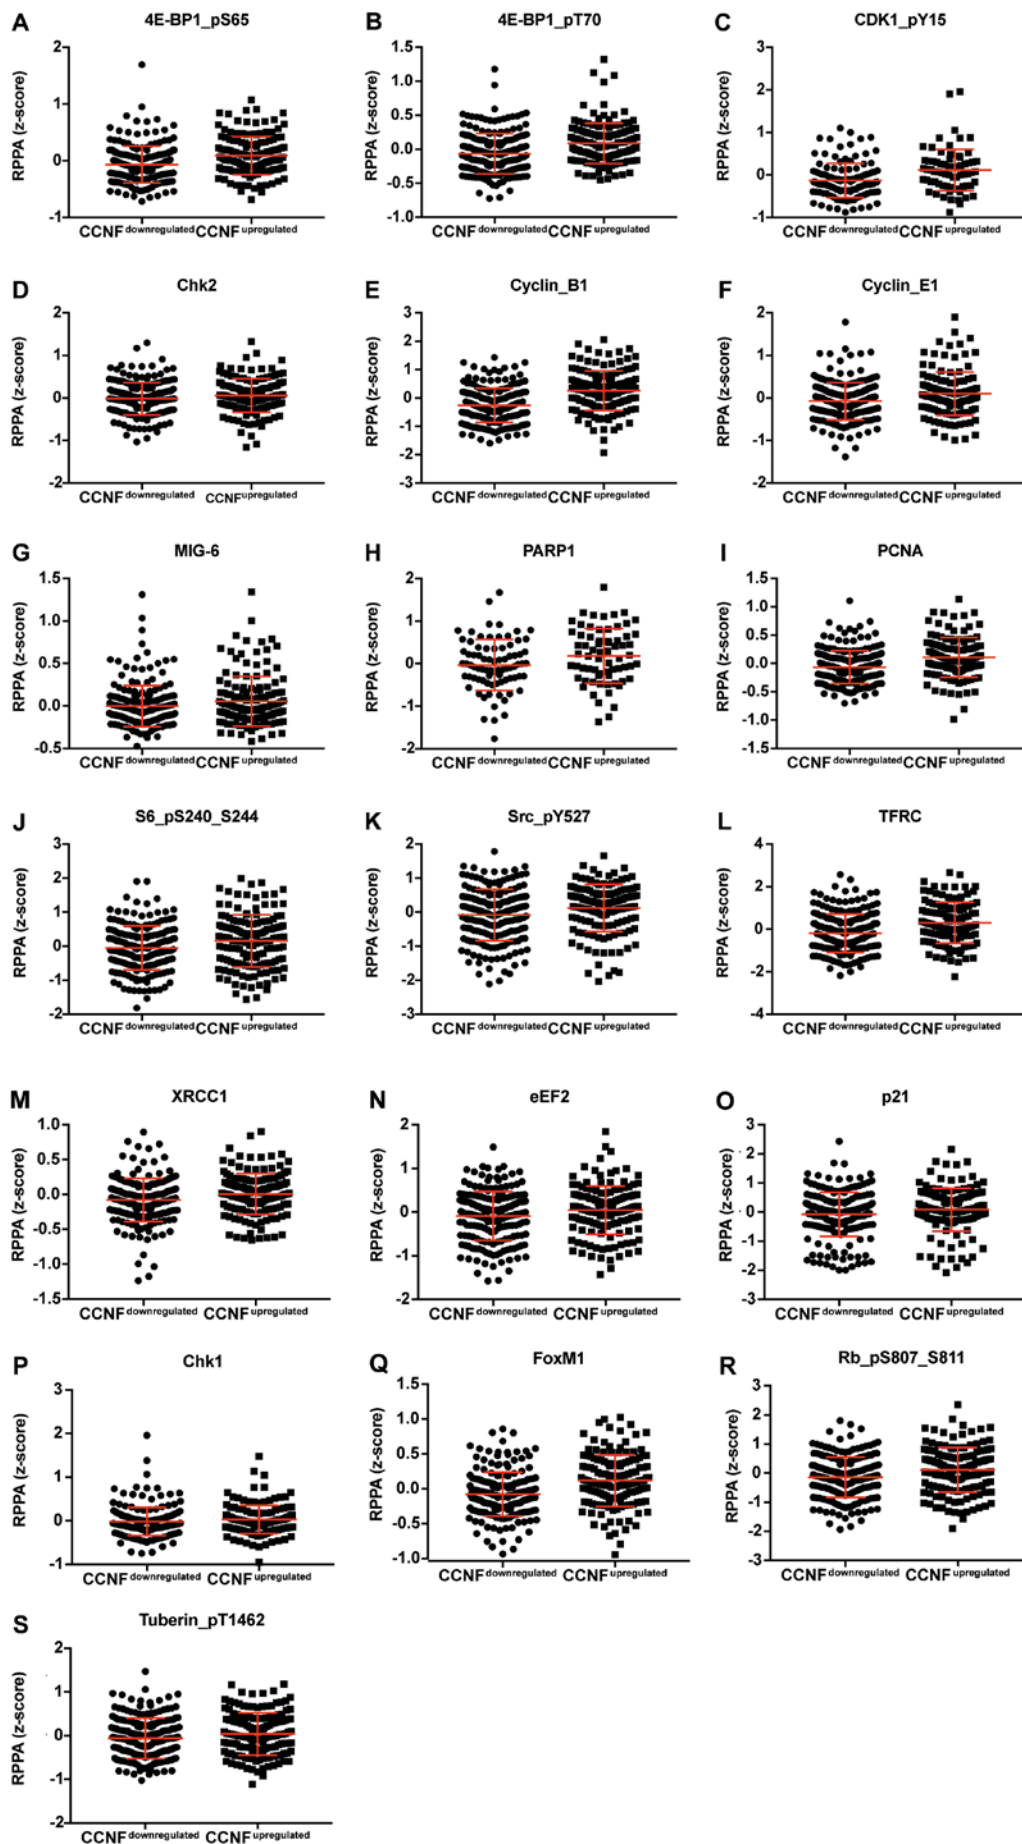 A
4E-BP1_pS65
RPPA (z-score)
2
1
0
-1
CCNF downregulated
CCNF upregulated
B
4E-BP1_pT70
RPPA (z-score)
1.5
1.0
0.5
0.0
-0.5
-1.0
CCNF downregulated
CCNF upregulated
C
CDK1_pY15
RPPA (z-score)
3
2
1
0
-1
CCNF downregulated
CCNF upregulated
D
Chk2
RPPA (z-score)
2
1
0
-1
-2
CCNF downregulated
CCNF upregulated
E
Cyclin_B1
RPPA (z-score)
3
2
1
0
-1
-2
-3
CCNF downregulated
CCNF upregulated
F
Cyclin_E1
RPPA (z-score)
2
1
0
-1
-2
CCNF downregulated
CCNF upregulated
G
MIG-6
RPPA (z-score)
1.5
1.0
0.5
0.0
-0.5
CCNF downregulated
CCNF upregulated
H
PARP1
RPPA (z-score)
2
1
0
-1
-2
CCNF downregulated
CCNF upregulated
I
PCNA
RPPA (z-score)
1.5
1.0
0.5
0.0
-0.5
-1.0
-1.5
CCNF downregulated
CCNF upregulated
J
S6_pS240_S244
RPPA (z-score)
3
2
1
0
-1
-2
CCNF downregulated
CCNF upregulated
K
Src_pY527
RPPA (z-score)
2
1
0
-1
-2
-3
CCNF downregulated
CCNF upregulated
L
TFRC
RPPA (z-score)
4
2
0
-2
-4
CCNF downregulated
CCNF upregulated
M
XRCC1
RPPA (z-score)
1.0
0.5
0.0
-0.5
-1.0
-1.5
CCNF downregulated
CCNF upregulated
N
eEF2
RPPA (z-score)
2
1
0
-1
-2
CCNF downregulated
CCNF upregulated
O
p21
RPPA (z-score)
3
2
1
0
-1
-2
-3
CCNF downregulated
CCNF upregulated
P
Chk1
RPPA (z-score)
3
2
1
0
-1
CCNF downregulated
CCNF upregulated
Q
FoxM1
RPPA (z-score)
1.5
1.0
0.5
0.0
-0.5
-1.0
CCNF downregulated
CCNF upregulated
R
Rb_pS807_S811
RPPA (z-score)
3
2
1
0
-1
-2
-3
CCNF downregulated
CCNF upregulated
S
Tuberin_pT1462
RPPA (z-score)
2
1
0
-1
-2
CCNF downregulated
CCNF upregulated